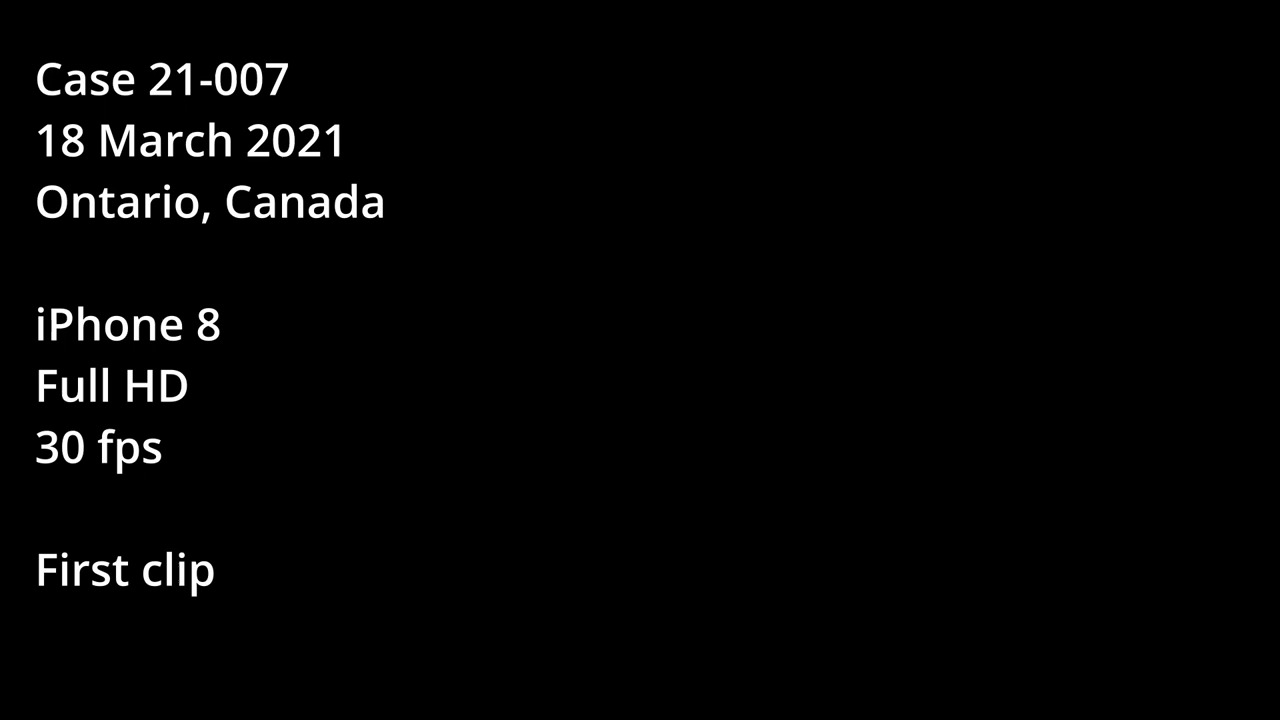 Case 21-007
18 March 2021
Ontario, Canada
iPhone 8
Full HD
30 fps
First clip